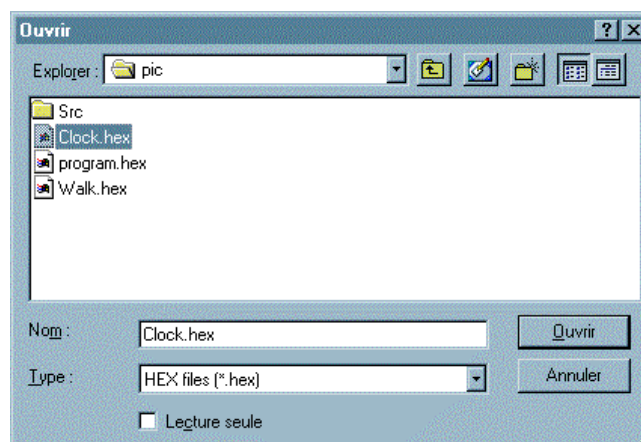 Ouvrir
Explorer : pic
Src
Clock.hex
program.hex
Walk.hex
Nom : Clock.hex Ouvrir
Type : HEX files (*.hex) Annuler
Lecture seule